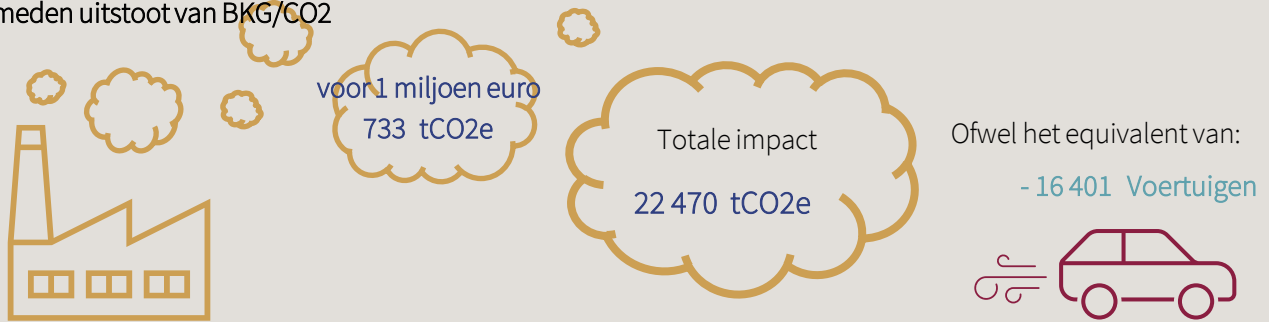 meden uitstoot van BKG/CO2
voor 1 miljoen euro
733 tCO2e
Totale impact
22 470 tCO2e
Ofwel het equivalent van:
- 16 401 Voertuigen